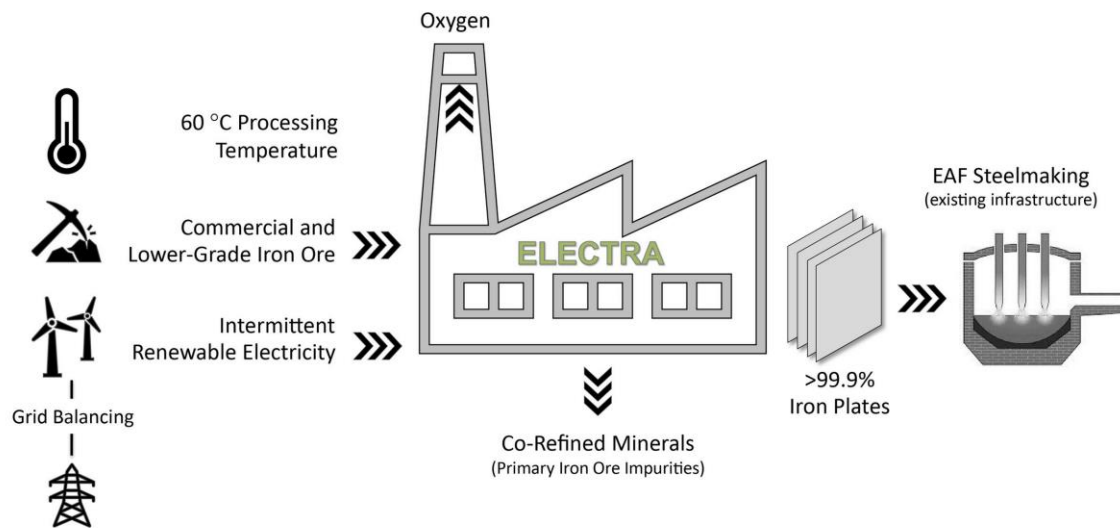 Oxygen
60 °C Processing
Temperature
Commercial and
Lower-Grade Iron Ore
Intermittent
Renewable Electricity
Grid Balancing
ELECTRA
Co-Refined Minerals
(Primary Iron Ore Impurities)
>99.9%
Iron Plates
EAF Steelmaking
(existing infrastructure)